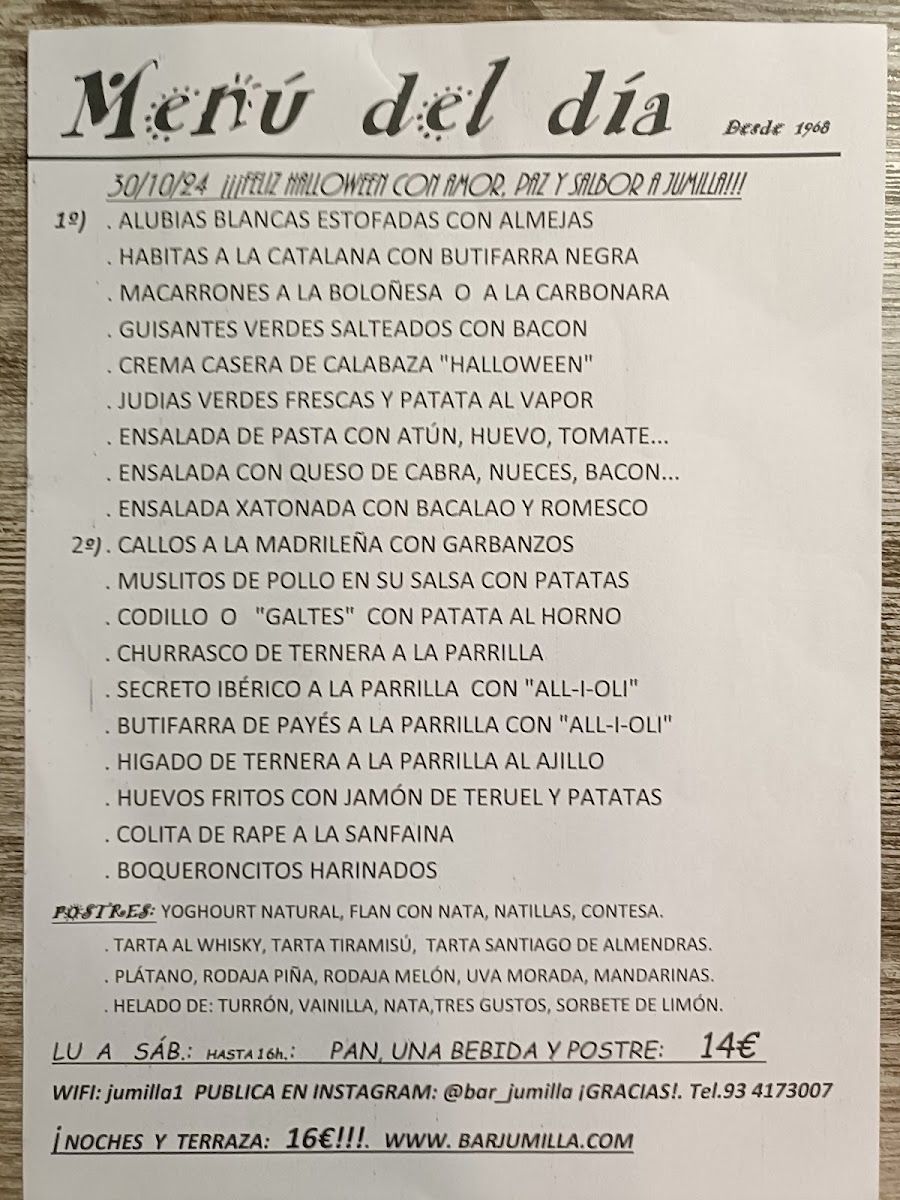 Menú del día Desde 1968
30/10/24 ¡¡¡FELIZ HALLOWEEN CON AMOR, PAZ Y SALBOR A JUMILLA!!!
1º) . ALUBIAS BLANCAS ESTOFADAS CON ALMEJAS
. HABITAS A LA CATALANA CON BUTIFARRA NEGRA
. MACARRONES A LA BOLOÑESA O A LA CARBONARA
. GUISANTES VERDES SALTEADOS CON BACON
. CREMA CASERA DE CALABAZA "HALLOWEEN"
. JUDIAS VERDES FRESCAS Y PATATA AL VAPOR
. ENSALADA DE PASTA CON ATÚN, HUEVO, TOMATE...
. ENSALADA CON QUESO DE CABRA, NUECES, BACON...
. ENSALADA XATONADA CON BACALAO Y ROMESCO
2º) . CALLOS A LA MADRILEÑA CON GARBANZOS
. MUSLITOS DE POLLO EN SU SALSA CON PATATAS
. CODILLO O "GALTES" CON PATATA AL HORNO
. CHURRASCO DE TERNERA A LA PARRILLA
. SECRETO IBÉRICO A LA PARRILLA CON "ALL-I-OLI"
. BUTIFARRA DE PAYÉS A LA PARRILLA CON "ALL-I-OLI"
. HIGADO DE TERNERA A LA PARRILLA AL AJILLO
. HUEVOS FRITOS CON JAMÓN DE TERUEL Y PATATAS
. COLITA DE RAPE A LA SANFAINA
. BOQUERONCITOS HARINADOS
POSTRES: YOGHOURT NATURAL, FLAN CON NATA, NATILLAS, CONTESA.
. TARTA AL WHISKY, TARTA TIRAMISÚ, TARTA SANTIAGO DE ALMENDRAS.
. PLÁTANO, RODAJA PIÑA, RODAJA MELÓN, UVA MORADA, MANDARINAS.
. HELADO DE: TURRÓN, VAINILLA, NATA,TRES GUSTOS, SORBETE DE LIMÓN.
LU A SÁB.: HASTA 16h.: PAN, UNA BEBIDA Y POSTRE: 14€
WIFI: jumilla1 PUBLICA EN INSTAGRAM: @bar_jumilla ¡GRACIAS!. Tel.93 4173007
¡NOCHES Y TERRAZA: 16€!!!. WWW. BARJUMILLA.COM